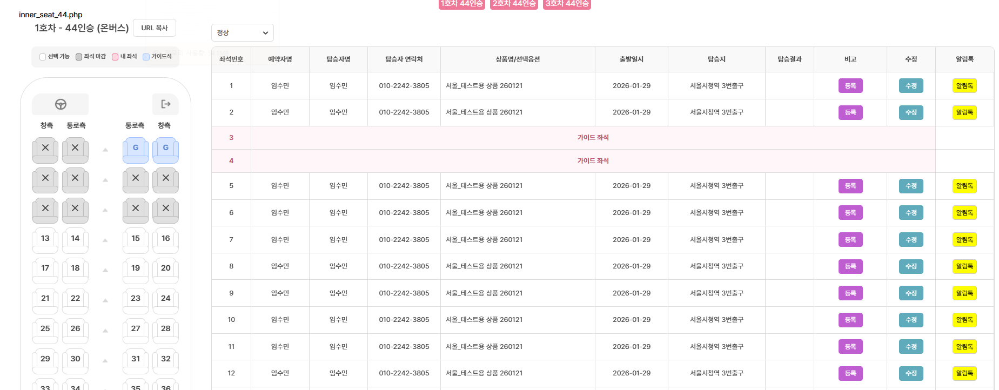 1호차 44인승 2호차 44인승 3호차 44인승
inner_seat_44.php
1호차 - 44인승 (온버스) URL 복사
정상
선택 가능 좌석 마감 내 좌석 가이드석
좌석번호 예약자명 탑승자명 탑승자 연락처 상품명/선택옵션 출발일시 탑승지 탑승결과 비고 수정 알림톡
1 임수민 임수민 010-2242-3805 서울_테스트용 상품 260121 2026-01-29 서울시청역 3번출구 등록 수정 알림톡
2 임수민 임수민 010-2242-3805 서울_테스트용 상품 260121 2026-01-29 서울시청역 3번출구 등록 수정 알림톡
3 가이드 좌석
4 가이드 좌석
5 임수민 임수민 010-2242-3805 서울_테스트용 상품 260121 2026-01-29 서울시청역 3번출구 등록 수정 알림톡
6 임수민 임수민 010-2242-3805 서울_테스트용 상품 260121 2026-01-29 서울시청역 3번출구 등록 수정 알림톡
7 임수민 임수민 010-2242-3805 서울_테스트용 상품 260121 2026-01-29 서울시청역 3번출구 등록 수정 알림톡
8 임수민 임수민 010-2242-3805 서울_테스트용 상품 260121 2026-01-29 서울시청역 3번출구 등록 수정 알림톡
9 임수민 임수민 010-2242-3805 서울_테스트용 상품 260121 2026-01-29 서울시청역 3번출구 등록 수정 알림톡
10 임수민 임수민 010-2242-3805 서울_테스트용 상품 260121 2026-01-29 서울시청역 3번출구 등록 수정 알림톡
11 임수민 임수민 010-2242-3805 서울_테스트용 상품 260121 2026-01-29 서울시청역 3번출구 등록 수정 알림톡
12 임수민 임수민 010-2242-3805 서울_테스트용 상품 260121 2026-01-29 서울시청역 3번출구 등록 수정 알림톡
창측 통로측 통로측 창측
G G
13 14 15 16
17 18 19 20
21 22 23 24
25 26 27 28
29 30 31 32
33 34 35 36